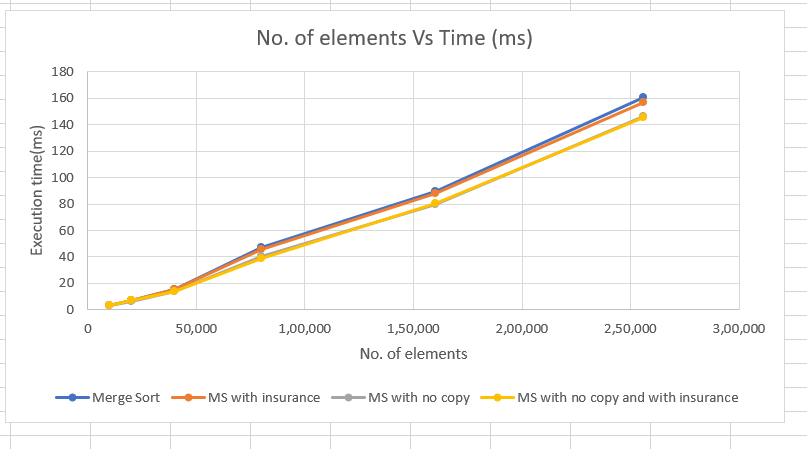 No. of elements Vs Time (ms)
180
160
140
120
100
80
60
40
20
0
Execution time(ms)
0 50,000 1,00,000 1,50,000 2,00,000 2,50,000 3,00,000
No. of elements
Merge Sort MS with insurance MS with no copy MS with no copy and with insurance